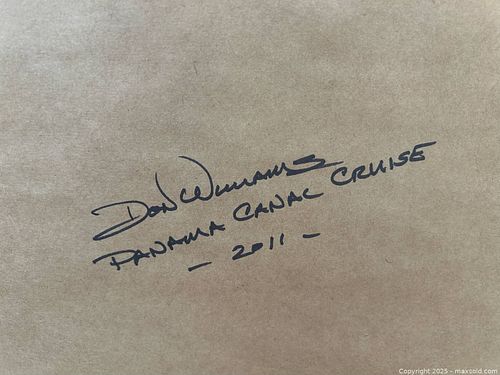 Don Williams
Panama Canal Cruise
- 2011 -
Copyright 2025 - maxsold.com